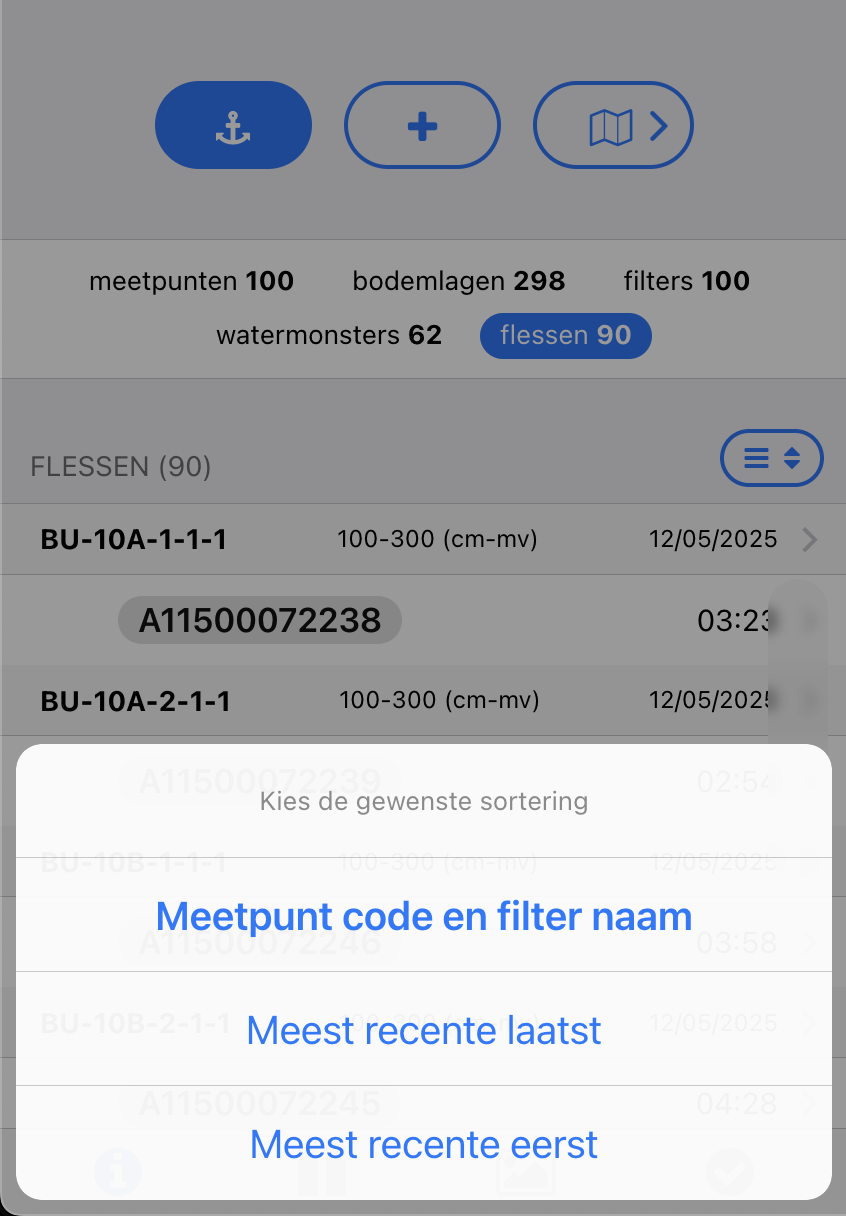 meetpunten 100 bodemlagen 298 filters 100
watermonsters 62 flessen 90
FLESSEN (90)
BU-10A-1-1-1 100-300 (cm-mv) 12/05/2025
A11500072238 03:23
BU-10A-2-1-1 100-300 (cm-mv) 12/05/2025
A11500072239 02:54
Kies de gewenste sortering
BU-10B-1-1-1 100-300 (cm-mv) 12/05/2025
Meetpunt code en filter naam
A11500072246 03:58
BU-10B-2-1-1 100-300 (cm-mv) 12/05/2025
Meest recente laatst
A11500072245 04:28
Meest recente eerst